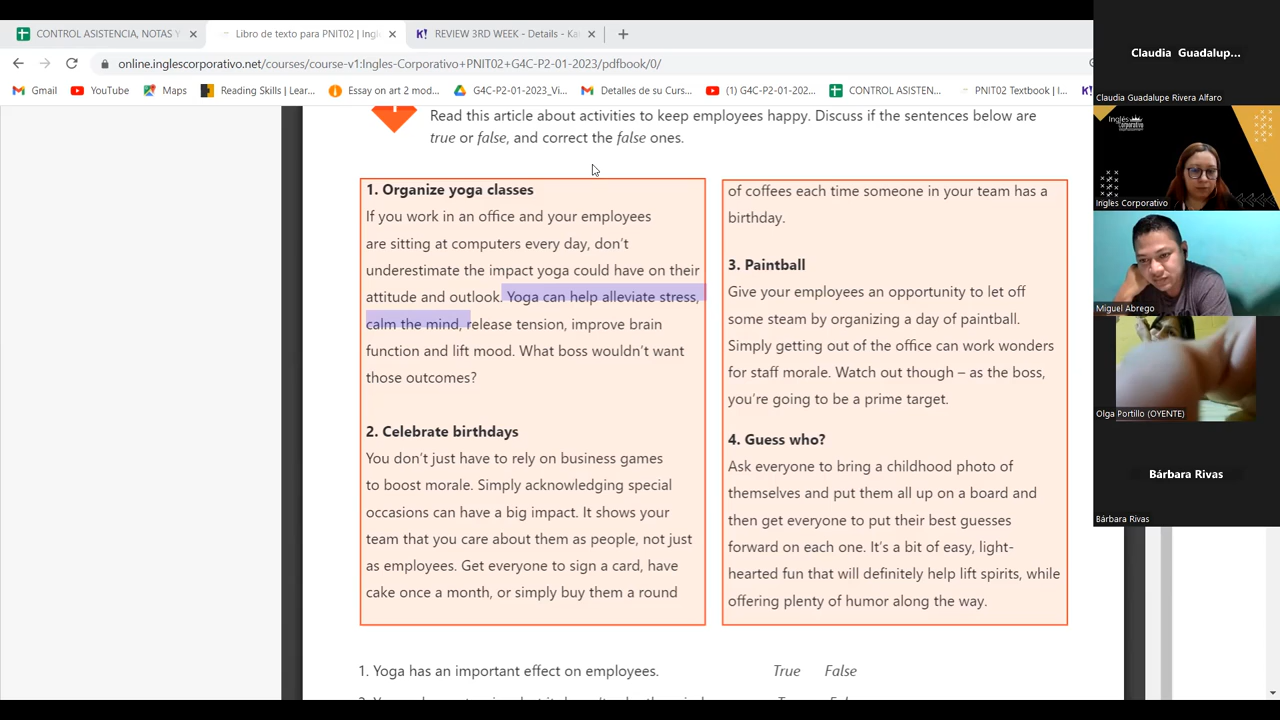 CONTROL ASISTENCIA, NOTAS Y
Libro de texto para PNIT02 | Ingl
REVIEW 3RD WEEK - Details - Ka
online.inglescorporativo.net/courses/course-v1:Ingles-Corporativo+PNIT02+G4C-P2-01-2023/pdfbook/0/
Gmail
YouTube
Maps
Reading Skills | Lear...
Essay on art 2 mod...
G4C-P2-01-2023_Vi...
Detalles de su Curs...
(1) G4C-P2-01-202...
CONTROL ASISTEN...
PNIT02 Textbook | In...
Read this article about activities to keep employees happy. Discuss if the sentences below are
true or false, and correct the false ones.
1. Organize yoga classes
If you work in an office and your employees
are sitting at computers every day, don't
underestimate the impact yoga could have on their
attitude and outlook. Yoga can help alleviate stress,
calm the mind, release tension, improve brain
function and lift mood. What boss wouldn't want
those outcomes?
2. Celebrate birthdays
You don't just have to rely on business games
to boost morale. Simply acknowledging special
occasions can have a big impact. It shows your
team that you care about them as people, not just
as employees. Get everyone to sign a card, have
cake once a month, or simply buy them a round
of coffees each time someone in your team has a
birthday.
3. Paintball
Give your employees an opportunity to let off
some steam by organizing a day of paintball.
Simply getting out of the office can work wonders
for staff morale. Watch out though – as the boss,
you're going to be a prime target.
4. Guess who?
Ask everyone to bring a childhood photo of
themselves and put them all up on a board and
then get everyone to put their best guesses
forward on each one. It's a bit of easy, light-
hearted fun that will definitely help lift spirits, while
offering plenty of humor along the way.
1. Yoga has an important effect on employees. True False
Claudia Guadalup...
Claudia Guadalupe Rivera Alfaro
Inglés
Corporativo
Ingles Corporativo
Miguel Abrego
Olga Portillo (OYENTE)
Bárbara Rivas
Bárbara Rivas